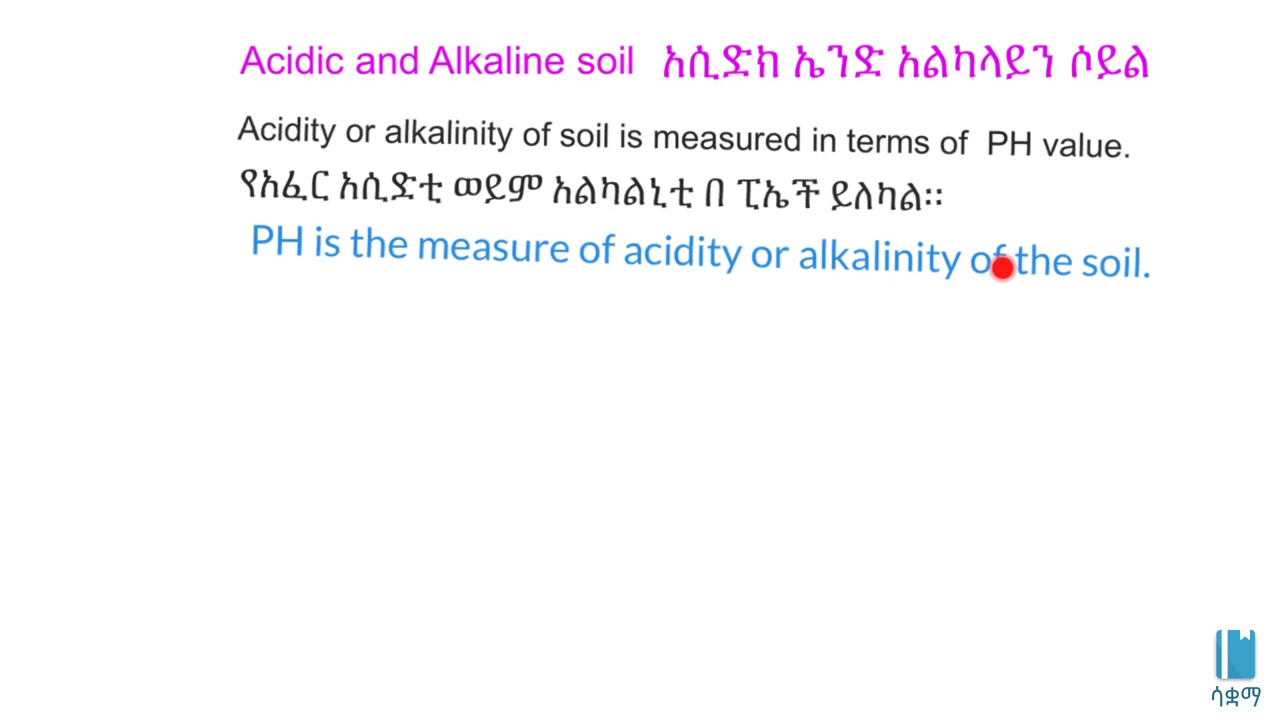 Acidic and Alkaline soil አሲድክ ኤንድ አልካላይን ሶይል
Acidity or alkalinity of soil is measured in terms of PH value.
የአፈር አሲድቲ ወይም አልካልኒቲ በ ፒኤች ይለካል፡፡
PH is the measure of acidity or alkalinity of the soil.
ሳቋማ